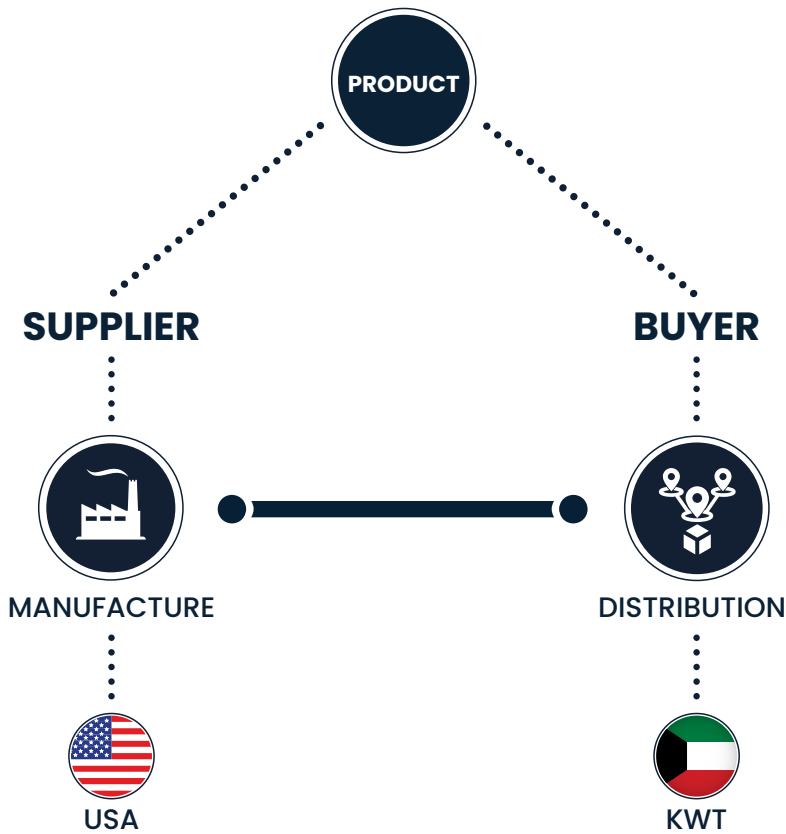 PRODUCT
SUPPLIER
BUYER
MANUFACTURE
DISTRIBUTION
USA
KWT